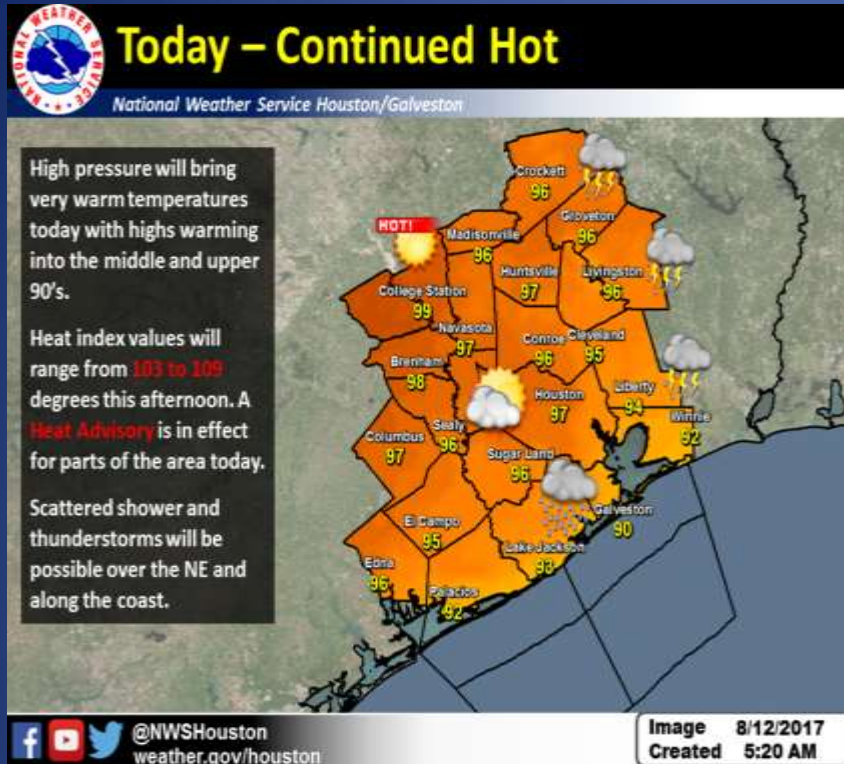 NATIONAL WEATHER SERVICE
Today – Continued Hot
National Weather Service Houston/Galveston
High pressure will bring
very warm temperatures
today with highs warming
into the middle and upper
90's.
Heat index values will
range from 103 to 109
degrees this afternoon. A
Heat Advisory is in effect
for parts of the area today.
Scattered shower and
thunderstorms will be
possible over the NE and
along the coast.
Crockett
96
HOT!
Madisonville
96
Groveton
96
College Station
99
Huntsville
97
Livingston
96
Navasota
97
Conroe
96
Cleveland
95
Brenham
98
Houston
97
Liberty
94
Winnie
92
Columbus
97
Sealy
96
Sugar Land
96
Galveston
90
El Campo
95
Lake Jackson
93
Edna
96
Palacios
92
@NWSHouston
weather.gov/houston
Image 8/12/2017
Created 5:20 AM